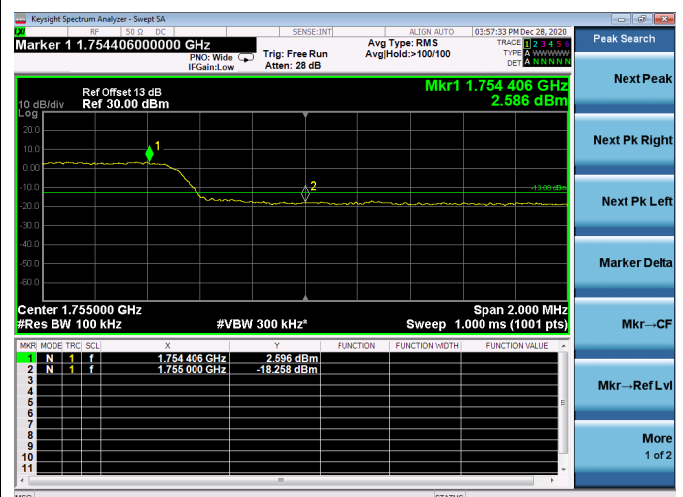 Keysight Spectrum Analyzer - Swept SA
LXI RF 50 Ω DC SENSE:INT ALIGN AUTO 03:57:33 PM Dec 28, 2020
Marker 1 1.754406000000 GHz Avg Type: RMS TRACE 1 2 3 4 5 6 Peak Search
PNO: Wide Trig: Free Run Avg|Hold:>100/100 TYPE A WWWWW
IFGain:Low Atten: 28 dB DET A N N N N N
Next Peak
Ref Offset 13 dB Mkr1 1.754 406 GHz
10 dB/div Ref 30.00 dBm 2.586 dBm
Log
20.0
10.0 1
Next Pk Right
0.00
-10.0 2 -13.00 dBm
Next Pk Left
-20.0
-30.0
-40.0
Marker Delta
-50.0
-60.0
Center 1.755000 GHz Span 2.000 MHz
#Res BW 100 kHz #VBW 300 kHz* Sweep 1.000 ms (1001 pts)
Mkr→CF
MKR MODE TRC SCL X Y FUNCTION FUNCTION WIDTH FUNCTION VALUE
1 N 1 f 1.754 406 GHz 2.596 dBm
2 N 1 f 1.755 000 GHz -18.258 dBm
3
4
Mkr→Ref Lvl
5
6
7
8
9
10
11
More
1 of 2
MSG STATUS